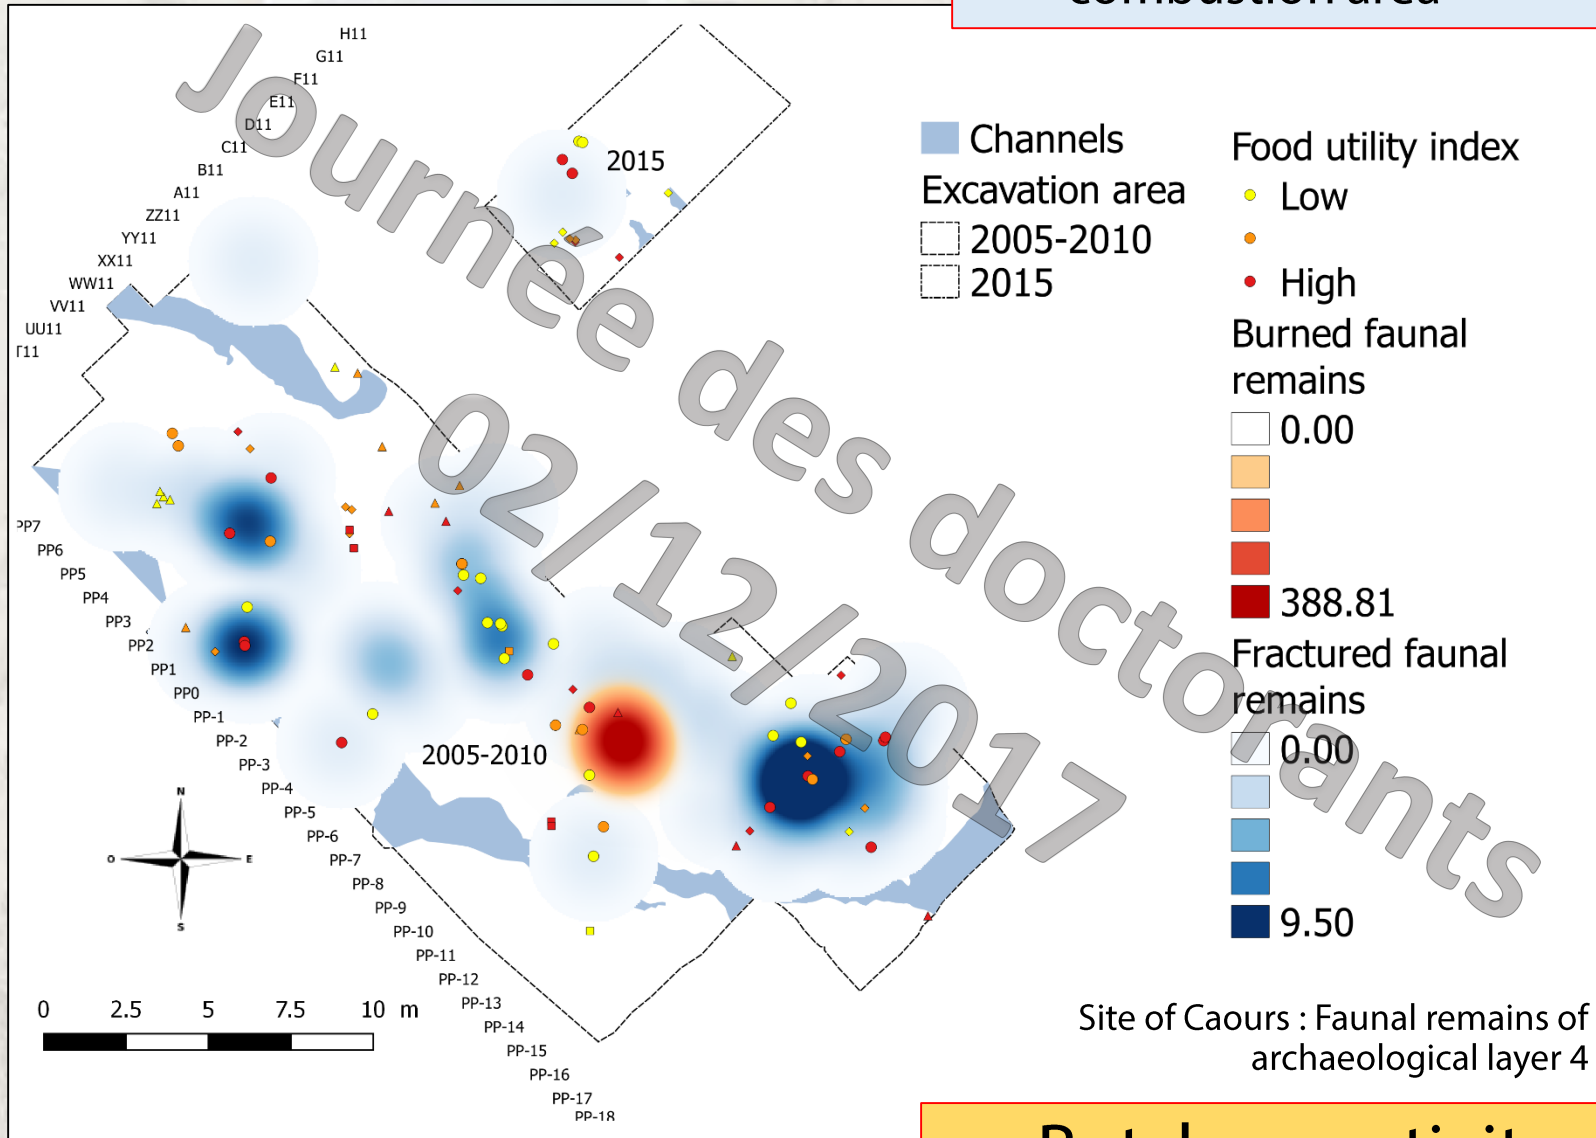 combustion area
H11
G11
F11
E11
D11
C11
B11
A11
ZZ11
YY11
XX11
WW11
VV11
UU11
2015
Channels
Excavation area
2005-2010
2015
Food utility index
Low
High
Burned faunal
remains
0.00
388.81
Fractured faunal
remains
0.00
9.50
Journée des doctorants
02/12/2017
PP7
PP6
PP5
PP4
PP3
PP2
PP1
PP0
PP-1
PP-2
PP-3
PP-4
PP-5
PP-6
PP-7
PP-8
PP-9
PP-10
PP-11
PP-12
PP-13
PP-14
PP-15
PP-16
PP-17
PP-18
2005-2010
N
O
E
S
0 2.5 5 7.5 10 m
Site of Caours : Faunal remains of
archaeological layer 4